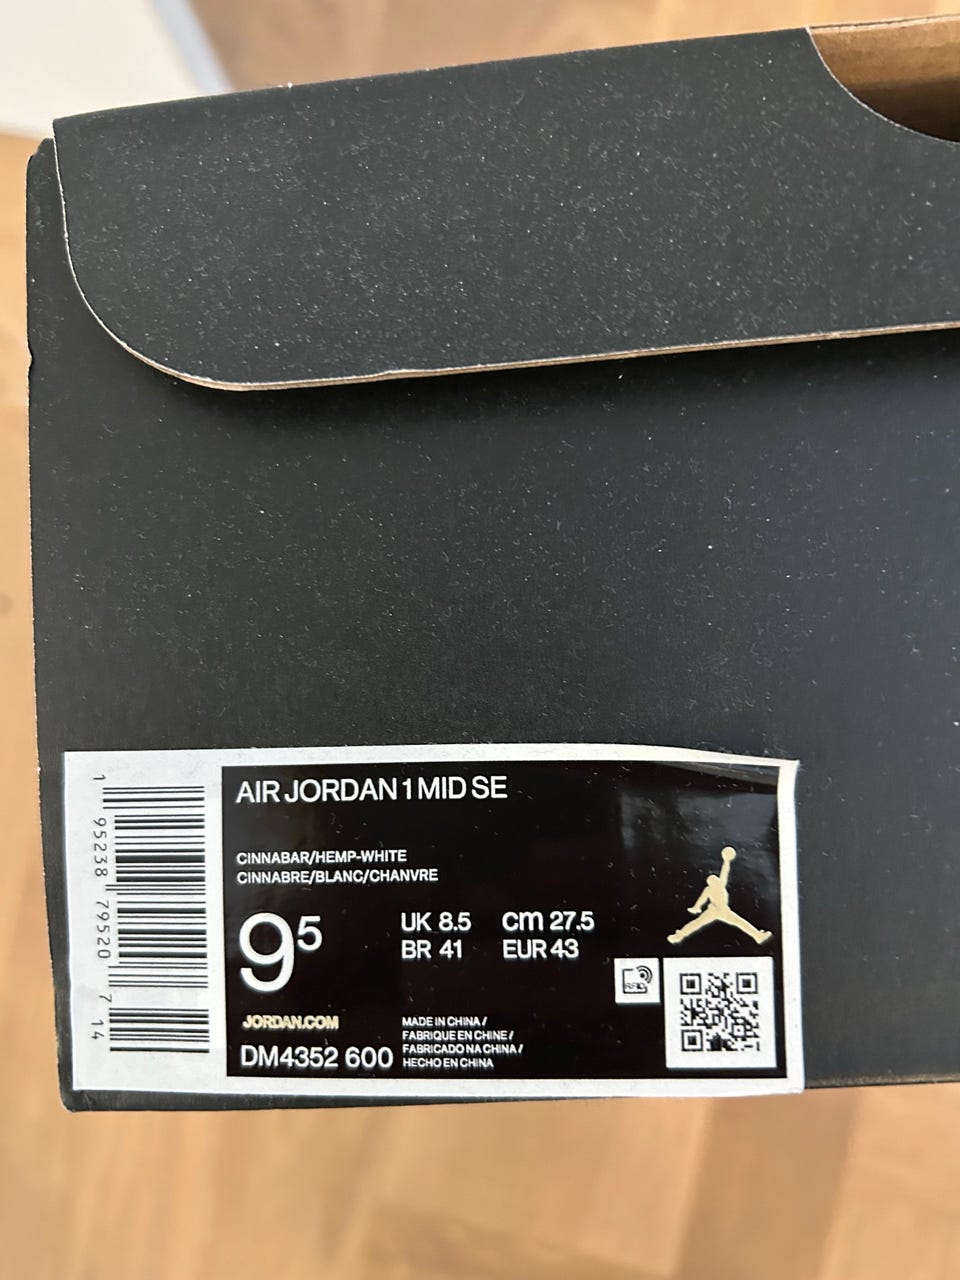 AIR JORDAN 1 MID SE
CINNABAR/HEMP-WHITE
CINNABRE/BLANC/CHANVRE
9 5
UK 8.5 cm 27.5
BR 41 EUR 43
RFID
JORDAN.COM
DM4352 600
MADE IN CHINA /
FABRIQUE EN CHINE /
FABRICADO NA CHINA /
HECHO EN CHINA
1 95238 79520 7 14